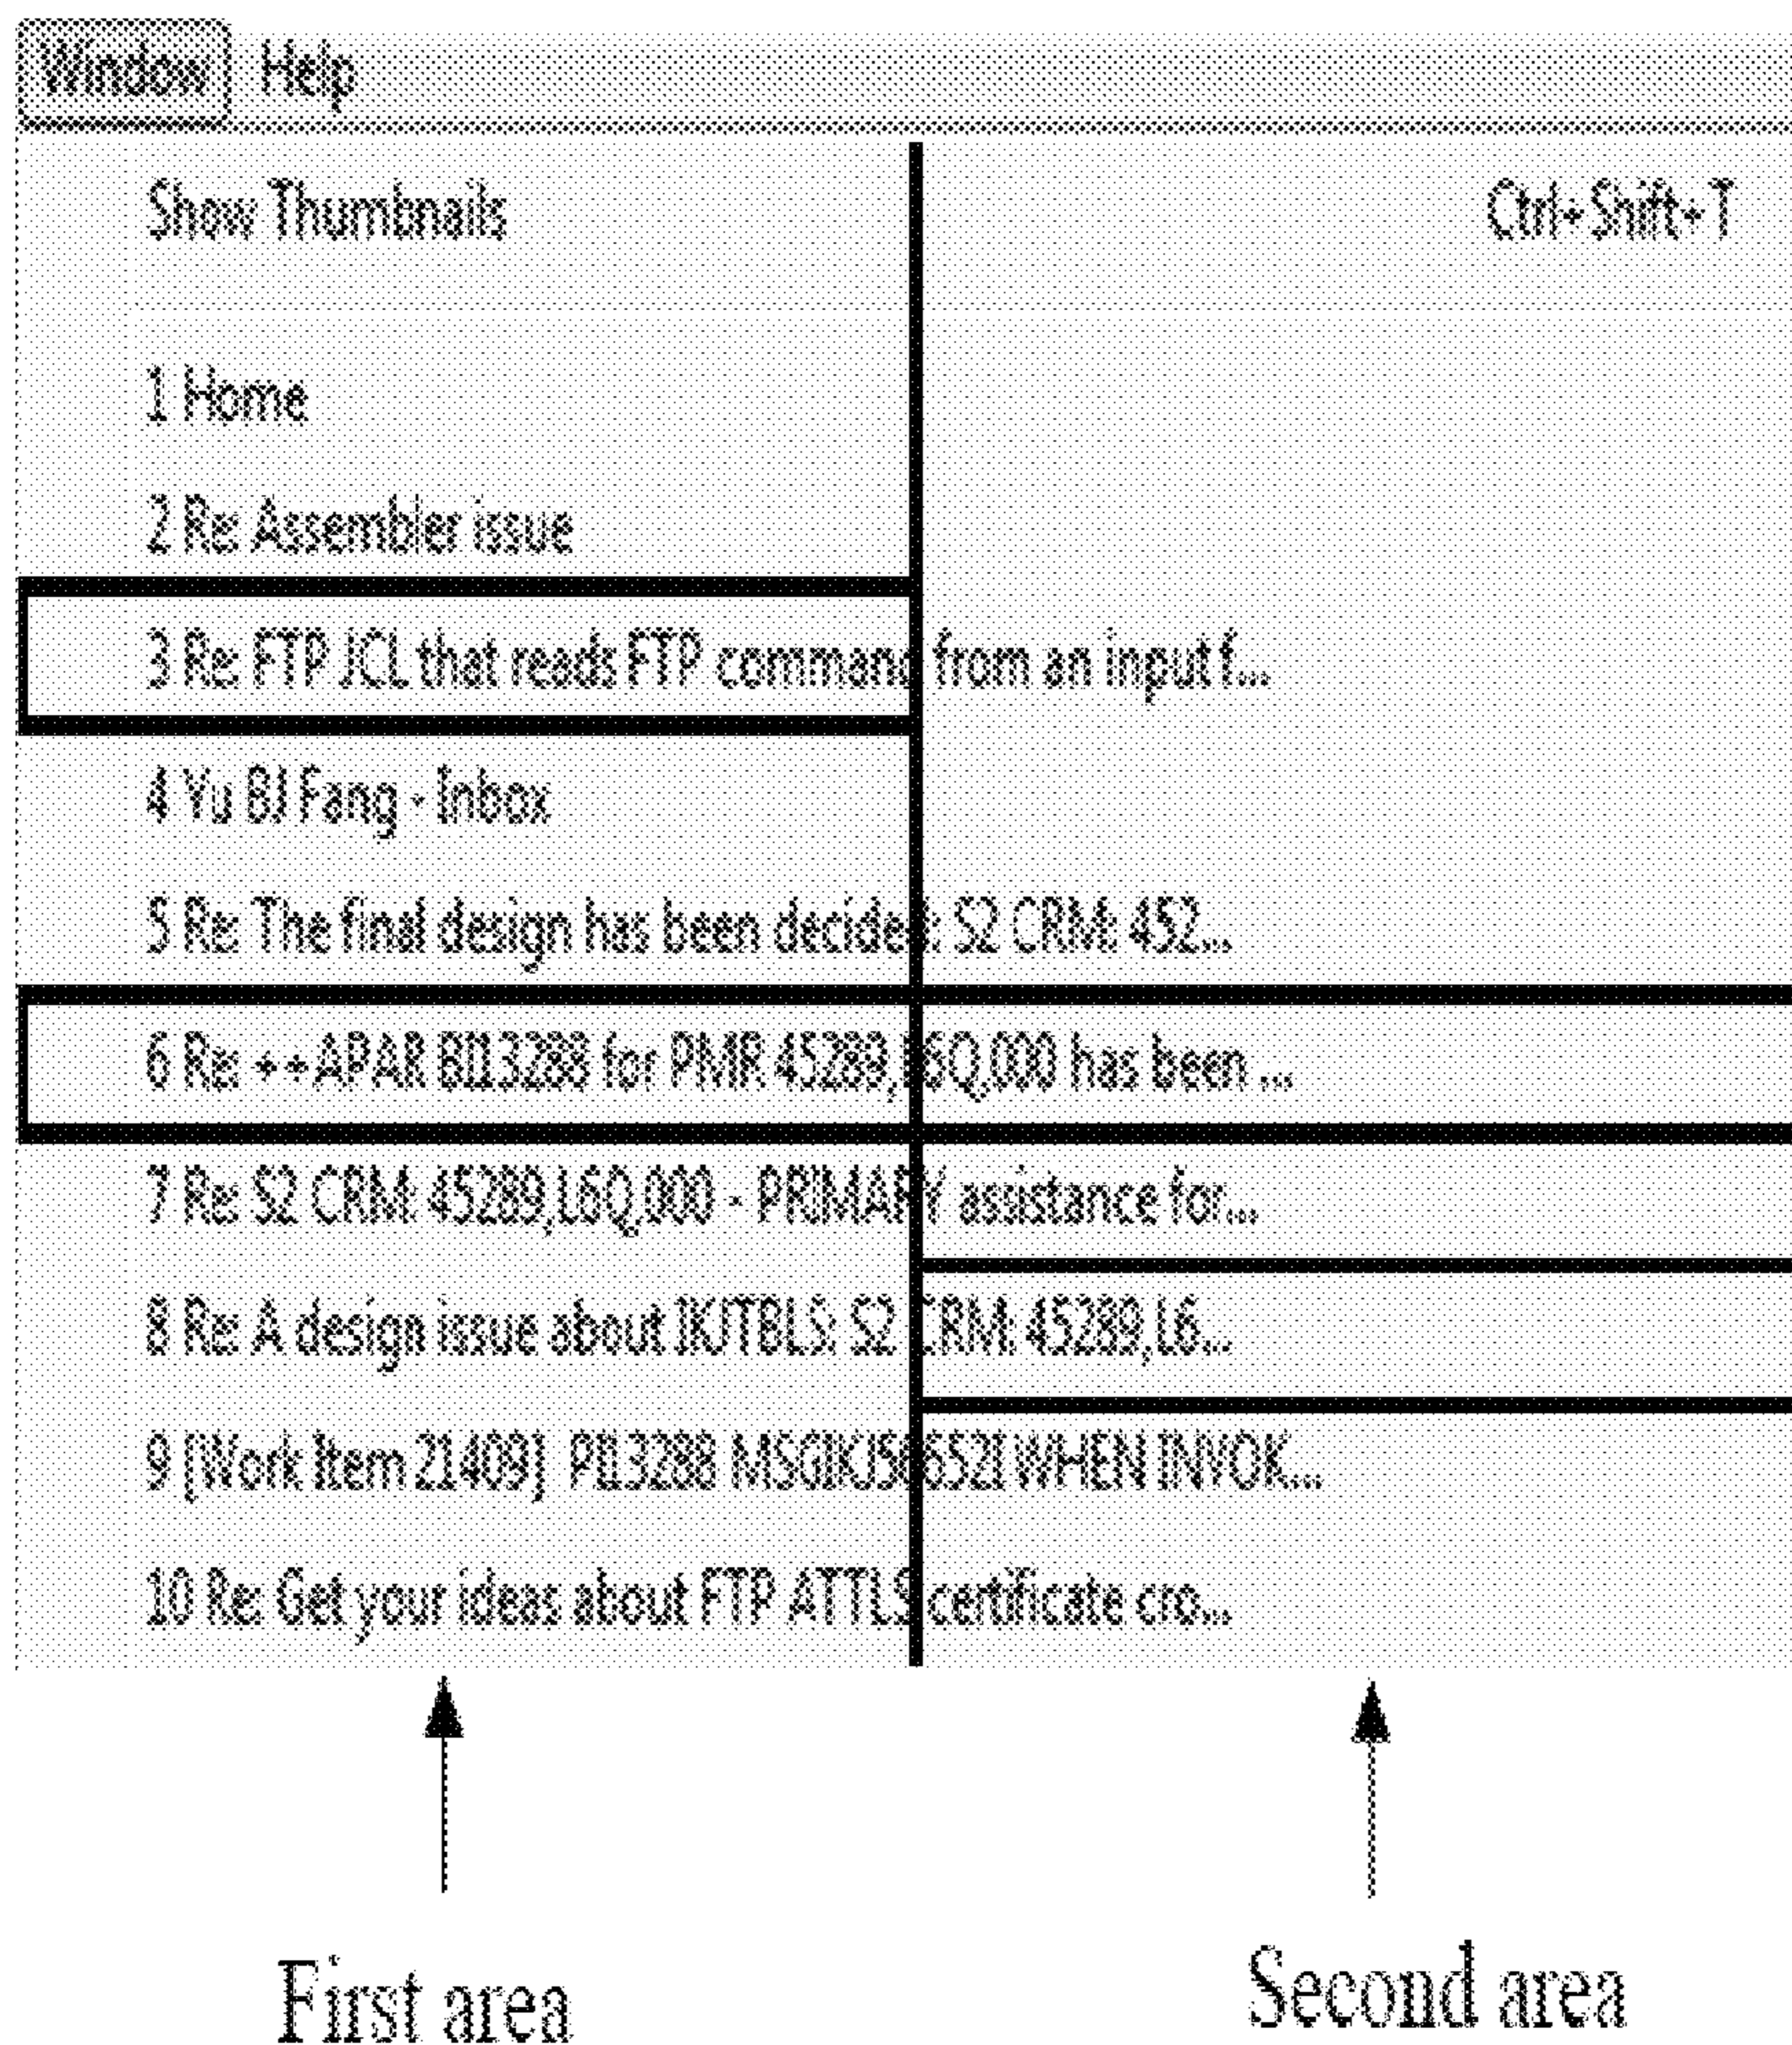 Window Help
Show Thumbnails Ctrl+Shift+T
1 Home
2 Re: Assembler issue
3 Re: FTP JCL that reads FTP command from an input f...
4 Yu BJ Fang - Inbox
5 Re: The final design has been decided: S2 CRM: 452...
6 Re: ++APAR BI13288 for PMR 45289,L6Q,000 has been ...
7 Re: S2 CRM: 45289,L6Q,000 - PRIMARY assistance for...
8 Re: A design issue about IKJTBLS: S2 CRM: 45289,L6...
9 [Work Item 21409] PI13288 MSGIKJ56652I WHEN INVOK...
10 Re: Get your ideas about FTP ATTLS certificate cro...
First area Second area